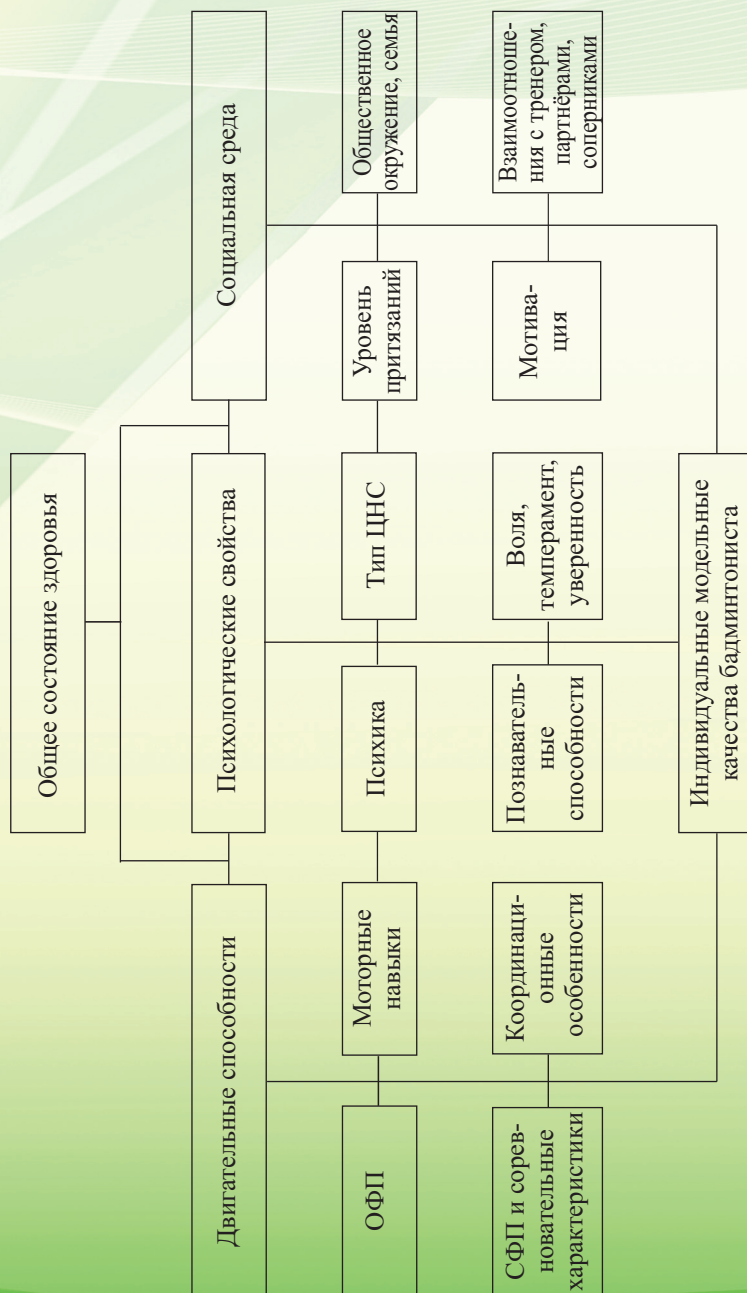 Общее состояние здоровья
Двигательные способности
Психологические свойства
Социальная среда
ОФП
Моторные
навыки
Психика
Тип ЦНС
Уровень
притязаний
Общественное
окружение, семья
СФП и сорев-
новательные
характеристики
Координаци-
онные
особенности
Познаватель-
ные
способности
Воля,
темперамент,
уверенность
Мотива-
ция
Взаимоотноше-
ния с тренером,
партнёрами,
соперниками
Индивидуальные модельные
качества бадминтониста